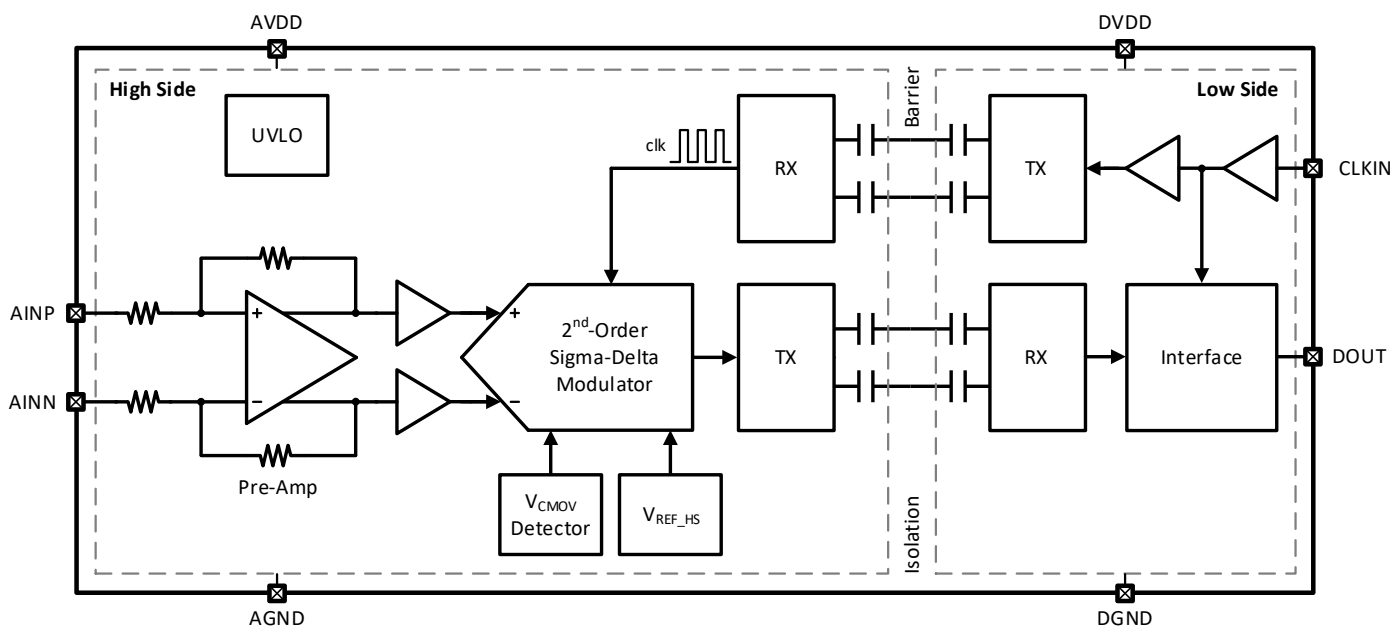 AVDD
DVDD
High Side
Barrier
Low Side
UVLO
clk
RX
TX
CLKIN
AINP
+
+
2nd-Order
Sigma-Delta
Modulator
TX
RX
Interface
DOUT
AINN
−
−
Pre-Amp
VCMOV
Detector
VREF_HS
Isolation
AGND
DGND